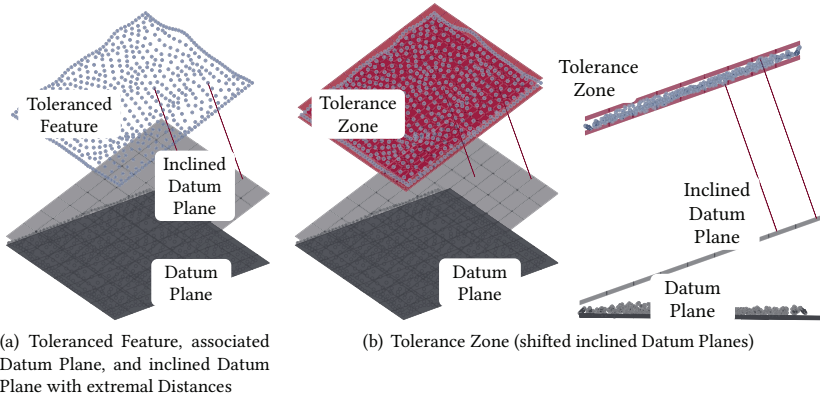 Toleranced
Feature
Inclined
Datum
Plane
Datum
Plane
Tolerance
Zone
Datum
Plane
Tolerance
Zone
Inclined
Datum
Plane
Datum
Plane
(a) Toleranced Feature, associated
Datum Plane, and inclined Datum
Plane with extremal Distances
(b) Tolerance Zone (shifted inclined Datum Planes)